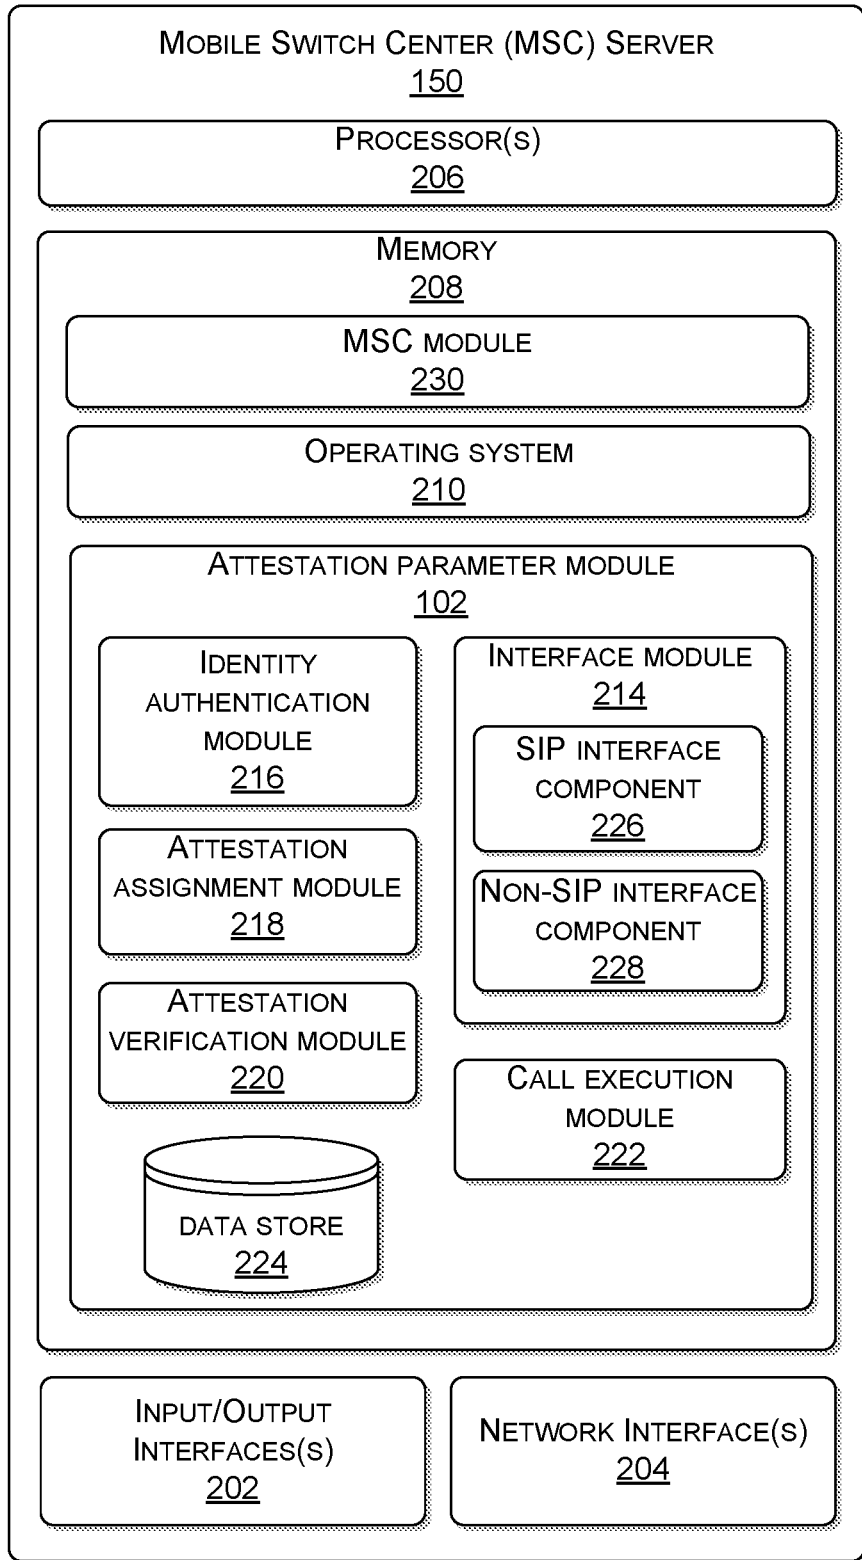 MOBILE SWITCH CENTER (MSC) SERVER
150
PROCESSOR(S)
206
MEMORY
208
MSC MODULE
230
OPERATING SYSTEM
210
ATTESTATION PARAMETER MODULE
102
IDENTITY
AUTHENTICATION
MODULE
216
ATTESTATION
ASSIGNMENT MODULE
218
ATTESTATION
VERIFICATION MODULE
220
DATA STORE
224
INTERFACE MODULE
214
SIP INTERFACE
COMPONENT
226
NON-SIP INTERFACE
COMPONENT
228
CALL EXECUTION
MODULE
222
INPUT/OUTPUT
INTERFACES(S)
202
NETWORK INTERFACE(S)
204